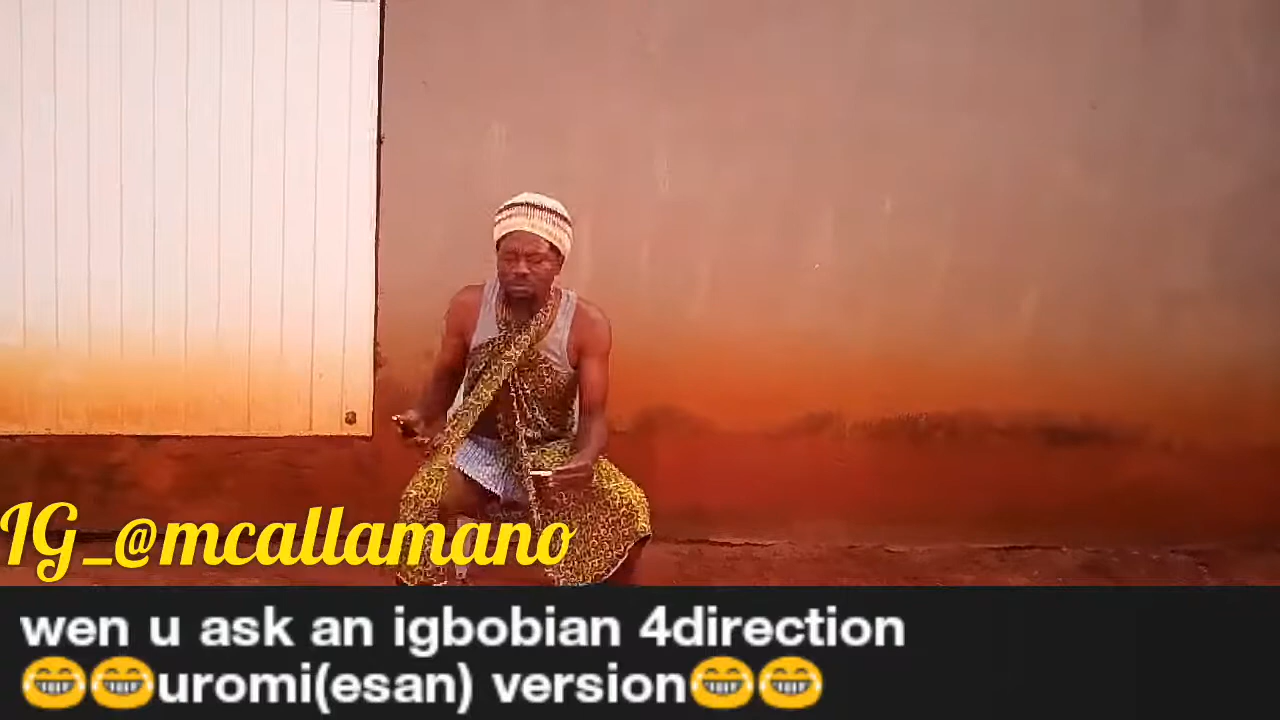 IG_@mcallamano
wen u ask an igbobian 4direction
😂😂uromi(esan) version😂😂